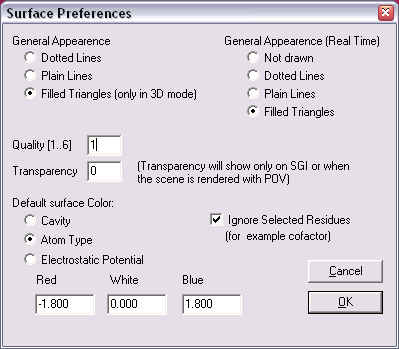 Surface Preferences
General Appearence
Dotted Lines
Plain Lines
Filled Triangles (only in 3D mode)
General Appearence (Real Time)
Not drawn
Dotted Lines
Plain Lines
Filled Triangles
Quality [1..6]
1
Transparency
0
(Transparency will show only on SGI or when
the scene is rendered with POV)
Default surface Color:
Cavity
Atom Type
Electrostatic Potential
Ignore Selected Residues
(for example cofactor)
Red White Blue
-1.800 0.000 1.800
Cancel
OK